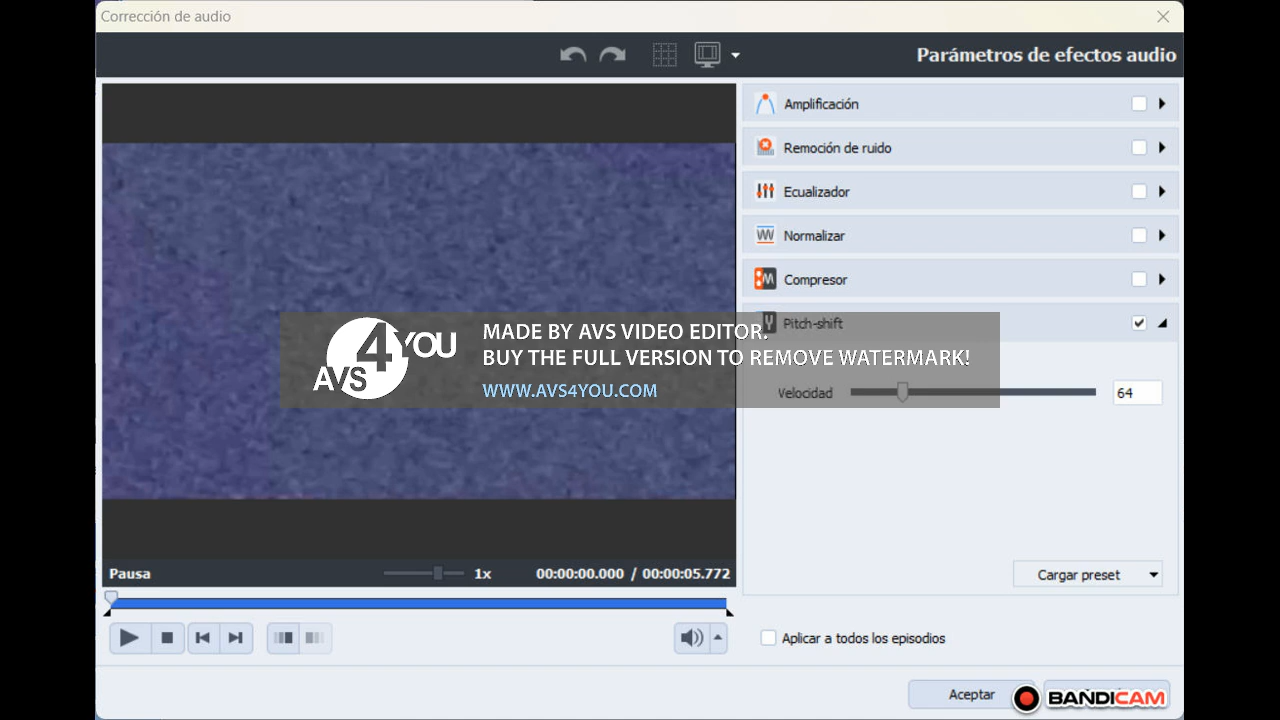 Corrección de audio
Parámetros de efectos audio
Amplificación
Remoción de ruido
Ecualizador
Normalizar
Compresor
Pitch-shift
AVS4YOU
MADE BY AVS VIDEO EDITOR.
BUY THE FULL VERSION TO REMOVE WATERMARK!
WWW.AVS4YOU.COM
Velocidad
64
Pausa
1x
00:00:00.000 / 00:00:05.772
Cargar preset
Aplicar a todos los episodios
Aceptar
BANDICAM